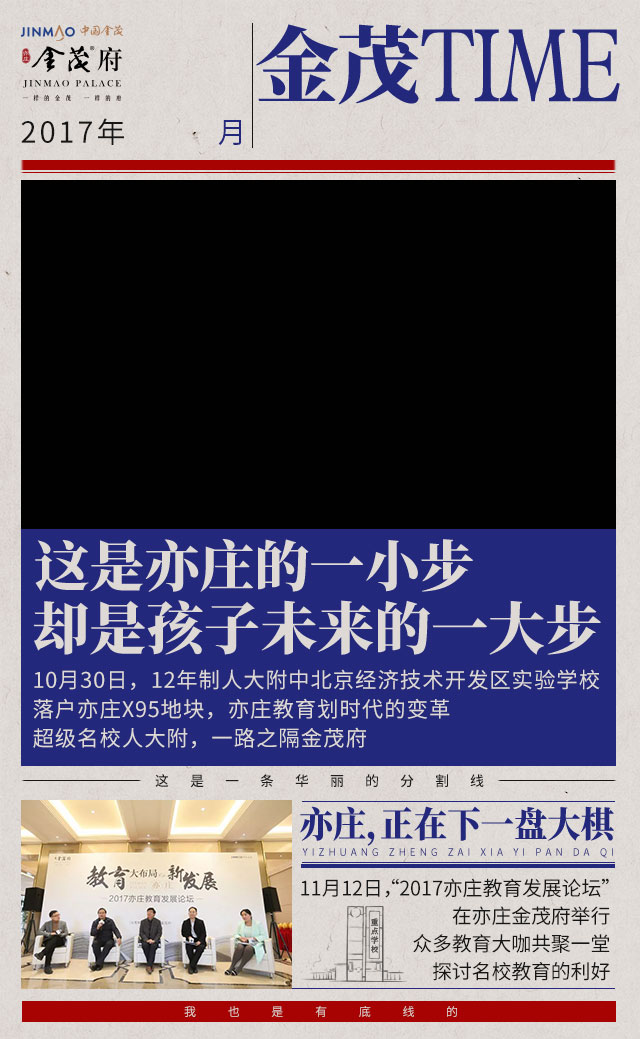 JINMAO 中国金茂
亦庄 金茂府
JINMAO PALACE
一样的金茂 一样的府
金茂TIME
2017年 月
这是亦庄的一小步
却是孩子未来的一大步
10月30日，12年制人大附中北京经济技术开发区实验学校
落户亦庄X95地块，亦庄教育划时代的变革
超级名校人大附，一路之隔金茂府
这是一条华丽的分割线
教育大布局 亦庄 新发展
2017亦庄教育发展论坛
亦庄，正在下一盘大棋
YIZHUANG ZHENG ZAI XIA YI PAN DA QI
11月12日，“2017亦庄教育发展论坛”
在亦庄金茂府举行
众多教育大咖共聚一堂
探讨名校教育的利好
重点学校
我也是有底线的